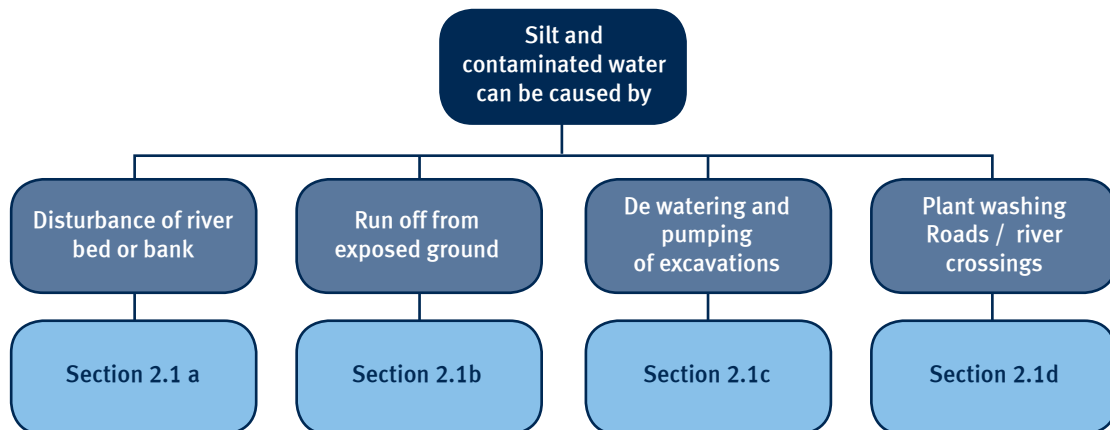 Silt and
contaminated water
can be caused by
Disturbance of river
bed or bank
Run off from
exposed ground
De watering and
pumping
of excavations
Plant washing
Roads / river
crossings
Section 2.1 a
Section 2.1b
Section 2.1c
Section 2.1d